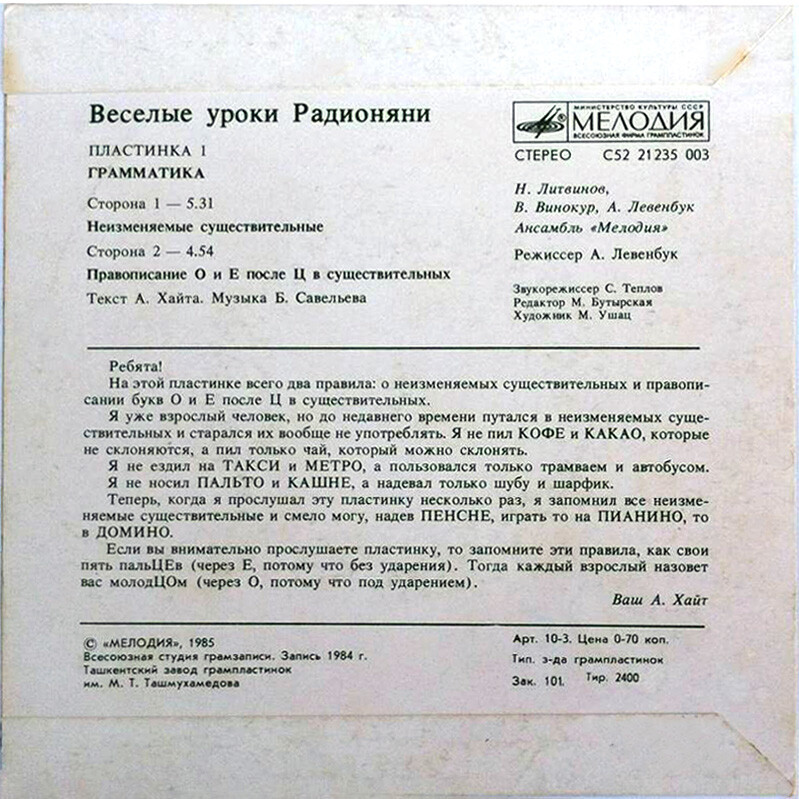 Веселые уроки Радионяни
ПЛАСТИНКА 1
ГРАММАТИКА
Сторона 1 — 5.31
Неизменяемые существительные
Сторона 2 — 4.54
Правописание О и Е после Ц в существительных
Текст А. Хайта. Музыка Б. Савельева
МИНИСТЕРСТВО КУЛЬТУРЫ СССР
МЕЛОДИЯ
ВСЕСОЮЗНАЯ ФИРМА ГРАМПЛАСТИНОК
СТЕРЕО С52 21235 003
Н. Литвинов,
В. Винокур, А. Левенбук
Ансамбль «Мелодия»
Режиссер А. Левенбук
Звукорежиссер С. Теплов
Редактор М. Бутырская
Художник М. Ушац
Ребята!
На этой пластинке всего два правила: о неизменяемых существительных и правопи-
сании букв О и Е после Ц в существительных.
Я уже взрослый человек, но до недавнего времени путался в неизменяемых суще-
ствительных и старался их вообще не употреблять. Я не пил КОФЕ и КАКАО, которые
не склоняются, а пил только чай, который можно склонять.
Я не ездил на ТАКСИ и МЕТРО, а пользовался только трамваем и автобусом.
Я не носил ПАЛЬТО и КАШНЕ, а надевал только шубу и шарфик.
Теперь, когда я прослушал эту пластинку несколько раз, я запомнил все неизме-
няемые существительные и смело могу, надев ПЕНСНЕ, играть то на ПИАНИНО, то
в ДОМИНО.
Если вы внимательно прослушаете пластинку, то запомните эти правила, как свои
пять пальЦЕв (через Е, потому что без ударения). Тогда каждый взрослый назовет
вас молодЦОм (через О, потому что под ударением).
Ваш А. Хайт
© «МЕЛОДИЯ», 1985
Всесоюзная студия грамзаписи. Запись 1984 г.
Ташкентский завод грампластинок
им. М. Т. Ташмухамедова
Арт. 10-3. Цена 0-70 коп.
Тип. з-да грампластинок
Зак. 101. Тир. 2400